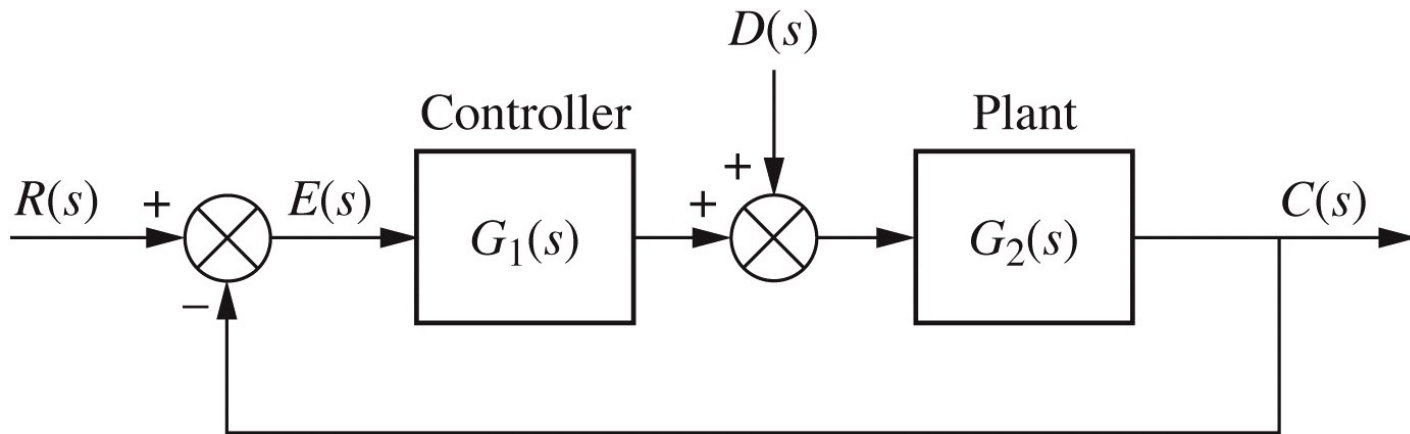 D(s)
Controller
Plant
R(s)
+
E(s)
G₁(s)
+
+
G₂(s)
C(s)
−